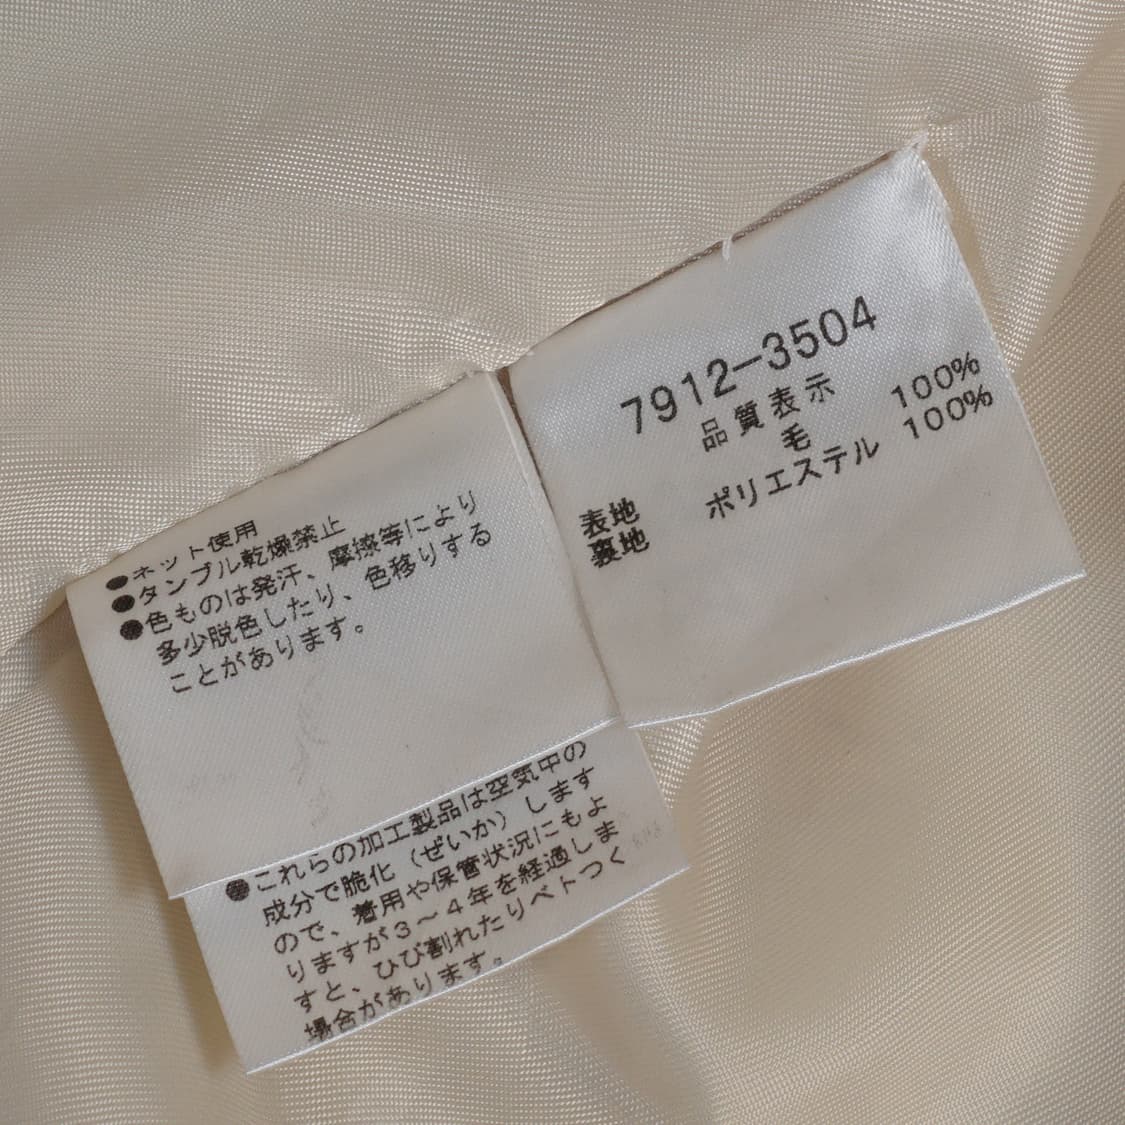 7912-3504
品質表示
表地 毛 100%
裏地 ポリエステル 100%
●ネット使用
●タンブル乾燥禁止
●色ものは発汗、摩擦等により
多少脱色したり、色移りする
ことがあります。
●これらの加工製品は空気中の
成分で脆化（ぜいか）します
ので、着用や保管状況にもよ
りますが3～4年を経過しま
すと、ひび割れたりベトつく
場合があります。